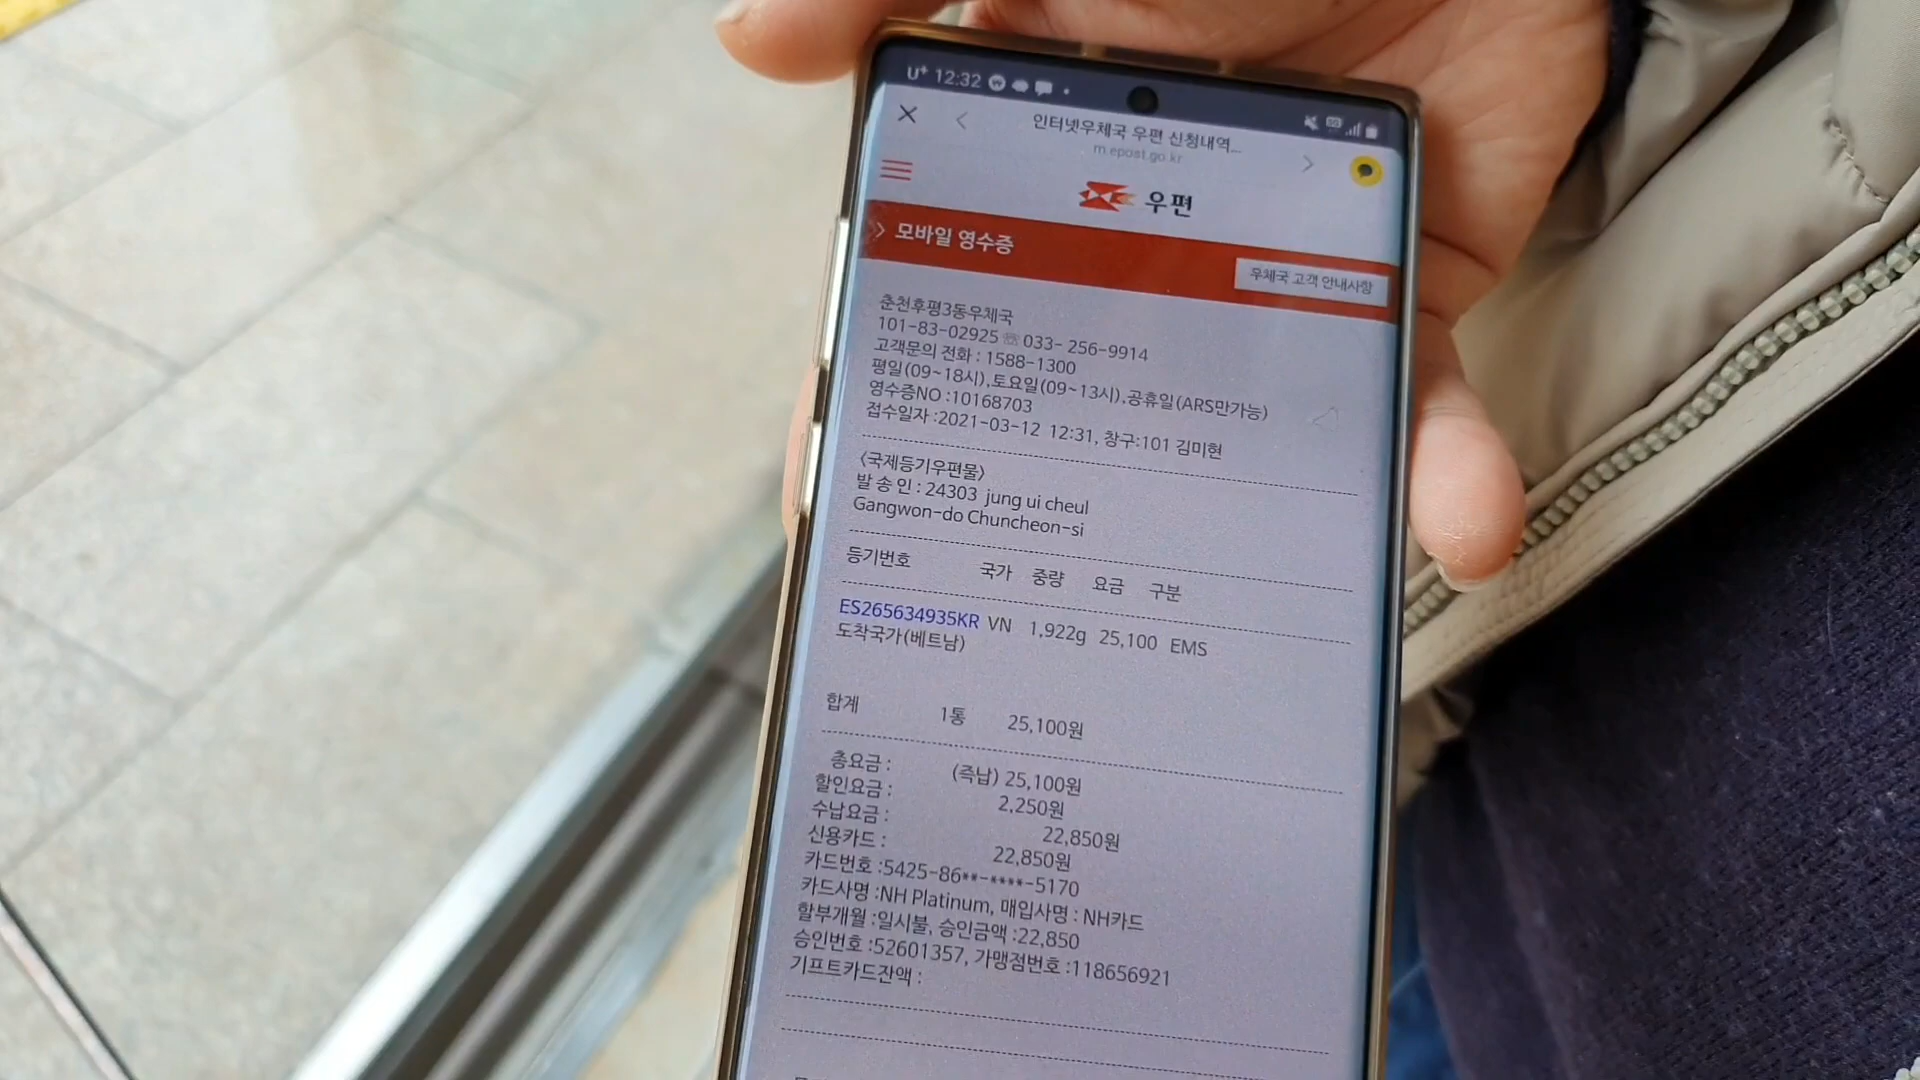 U+ 12:32
인터넷우체국 우편 신청내역...
m.epost.go.kr
우편
모바일 영수증
우체국 고객 안내사항
춘천후평3동우체국
101-83-02925 ☏ 033- 256-9914
고객문의 전화 : 1588-1300
평일(09~18시),토요일(09~13시),공휴일(ARS만가능)
영수증NO :10168703
접수일자 :2021-03-12 12:31, 창구:101 김미현
<국제등기우편물>
발 송 인 : 24303 jung ui cheul
Gangwon-do Chuncheon-si
등기번호 국가 중량 요금 구분
ES265634935KR VN 1,922g 25,100 EMS
도착국가(베트남)
합계 1통 25,100원
총요금 : (즉납) 25,100원
할인요금 : 2,250원
수납요금 : 22,850원
신용카드 : 22,850원
카드번호 :5425-86**-****-5170
카드사명 :NH Platinum, 매입사명 : NH카드
할부개월 :일시불, 승인금액 :22,850
승인번호 :52601357, 가맹점번호 :118656921
기프트카드잔액 :